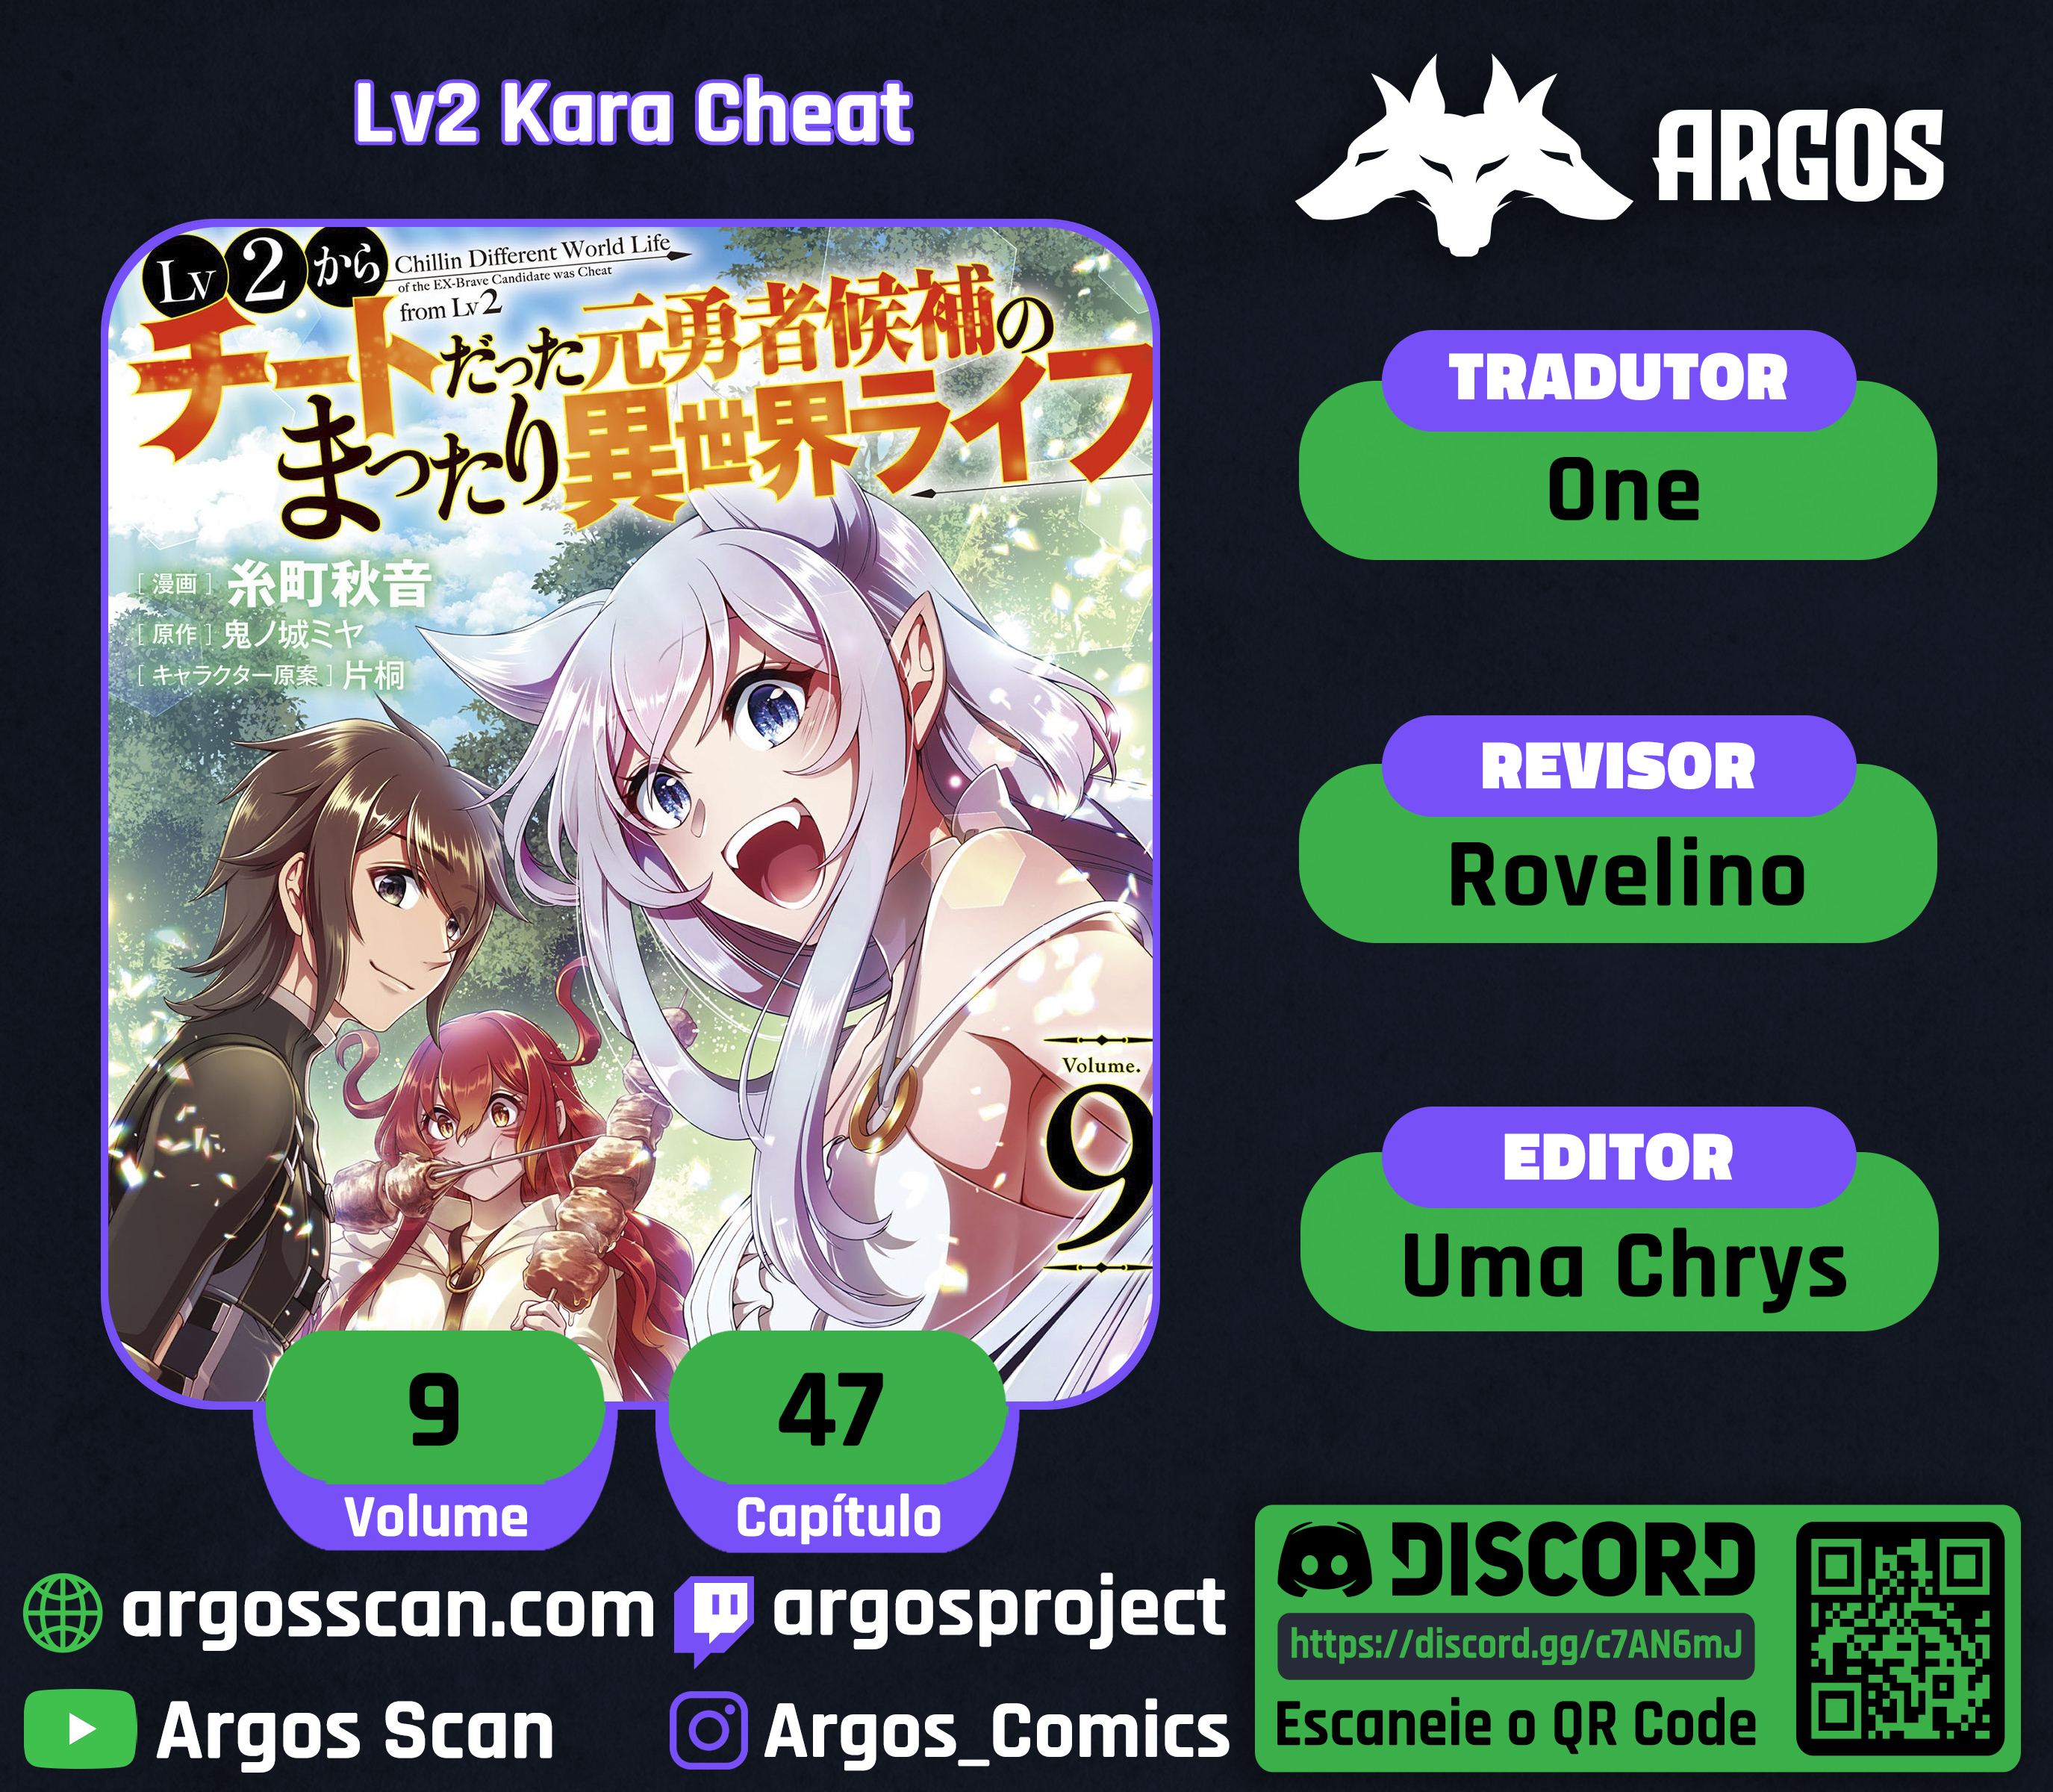 Lv2 Kara Cheat
ARGOS
Lv2から
Chillin Different World Life
of the EX-Brave Candidate was Cheat
from Lv2
チートだった元勇者候補の
まったり異世界ライフ
[漫画] 糸町秋音
[原作] 鬼ノ城ミヤ
[キャラクター原案] 片桐
Volume.
9
9
Volume
47
Capítulo
TRADUTOR
One
REVISOR
Rovelino
EDITOR
Uma Chrys
argosscan.com
argosproject
Argos Scan
Argos_Comics
DISCORD
https://discord.gg/c7AN6mJ
Escaneie o QR Code